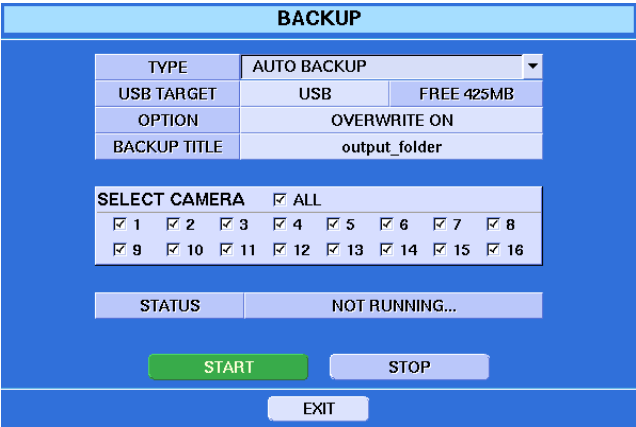 BACKUP
TYPE AUTO BACKUP
USB TARGET USB FREE 425MB
OPTION OVERWRITE ON
BACKUP TITLE output_folder
SELECT CAMERA ALL
1 2 3 4 5 6 7 8
9 10 11 12 13 14 15 16
STATUS NOT RUNNING...
START STOP
EXIT